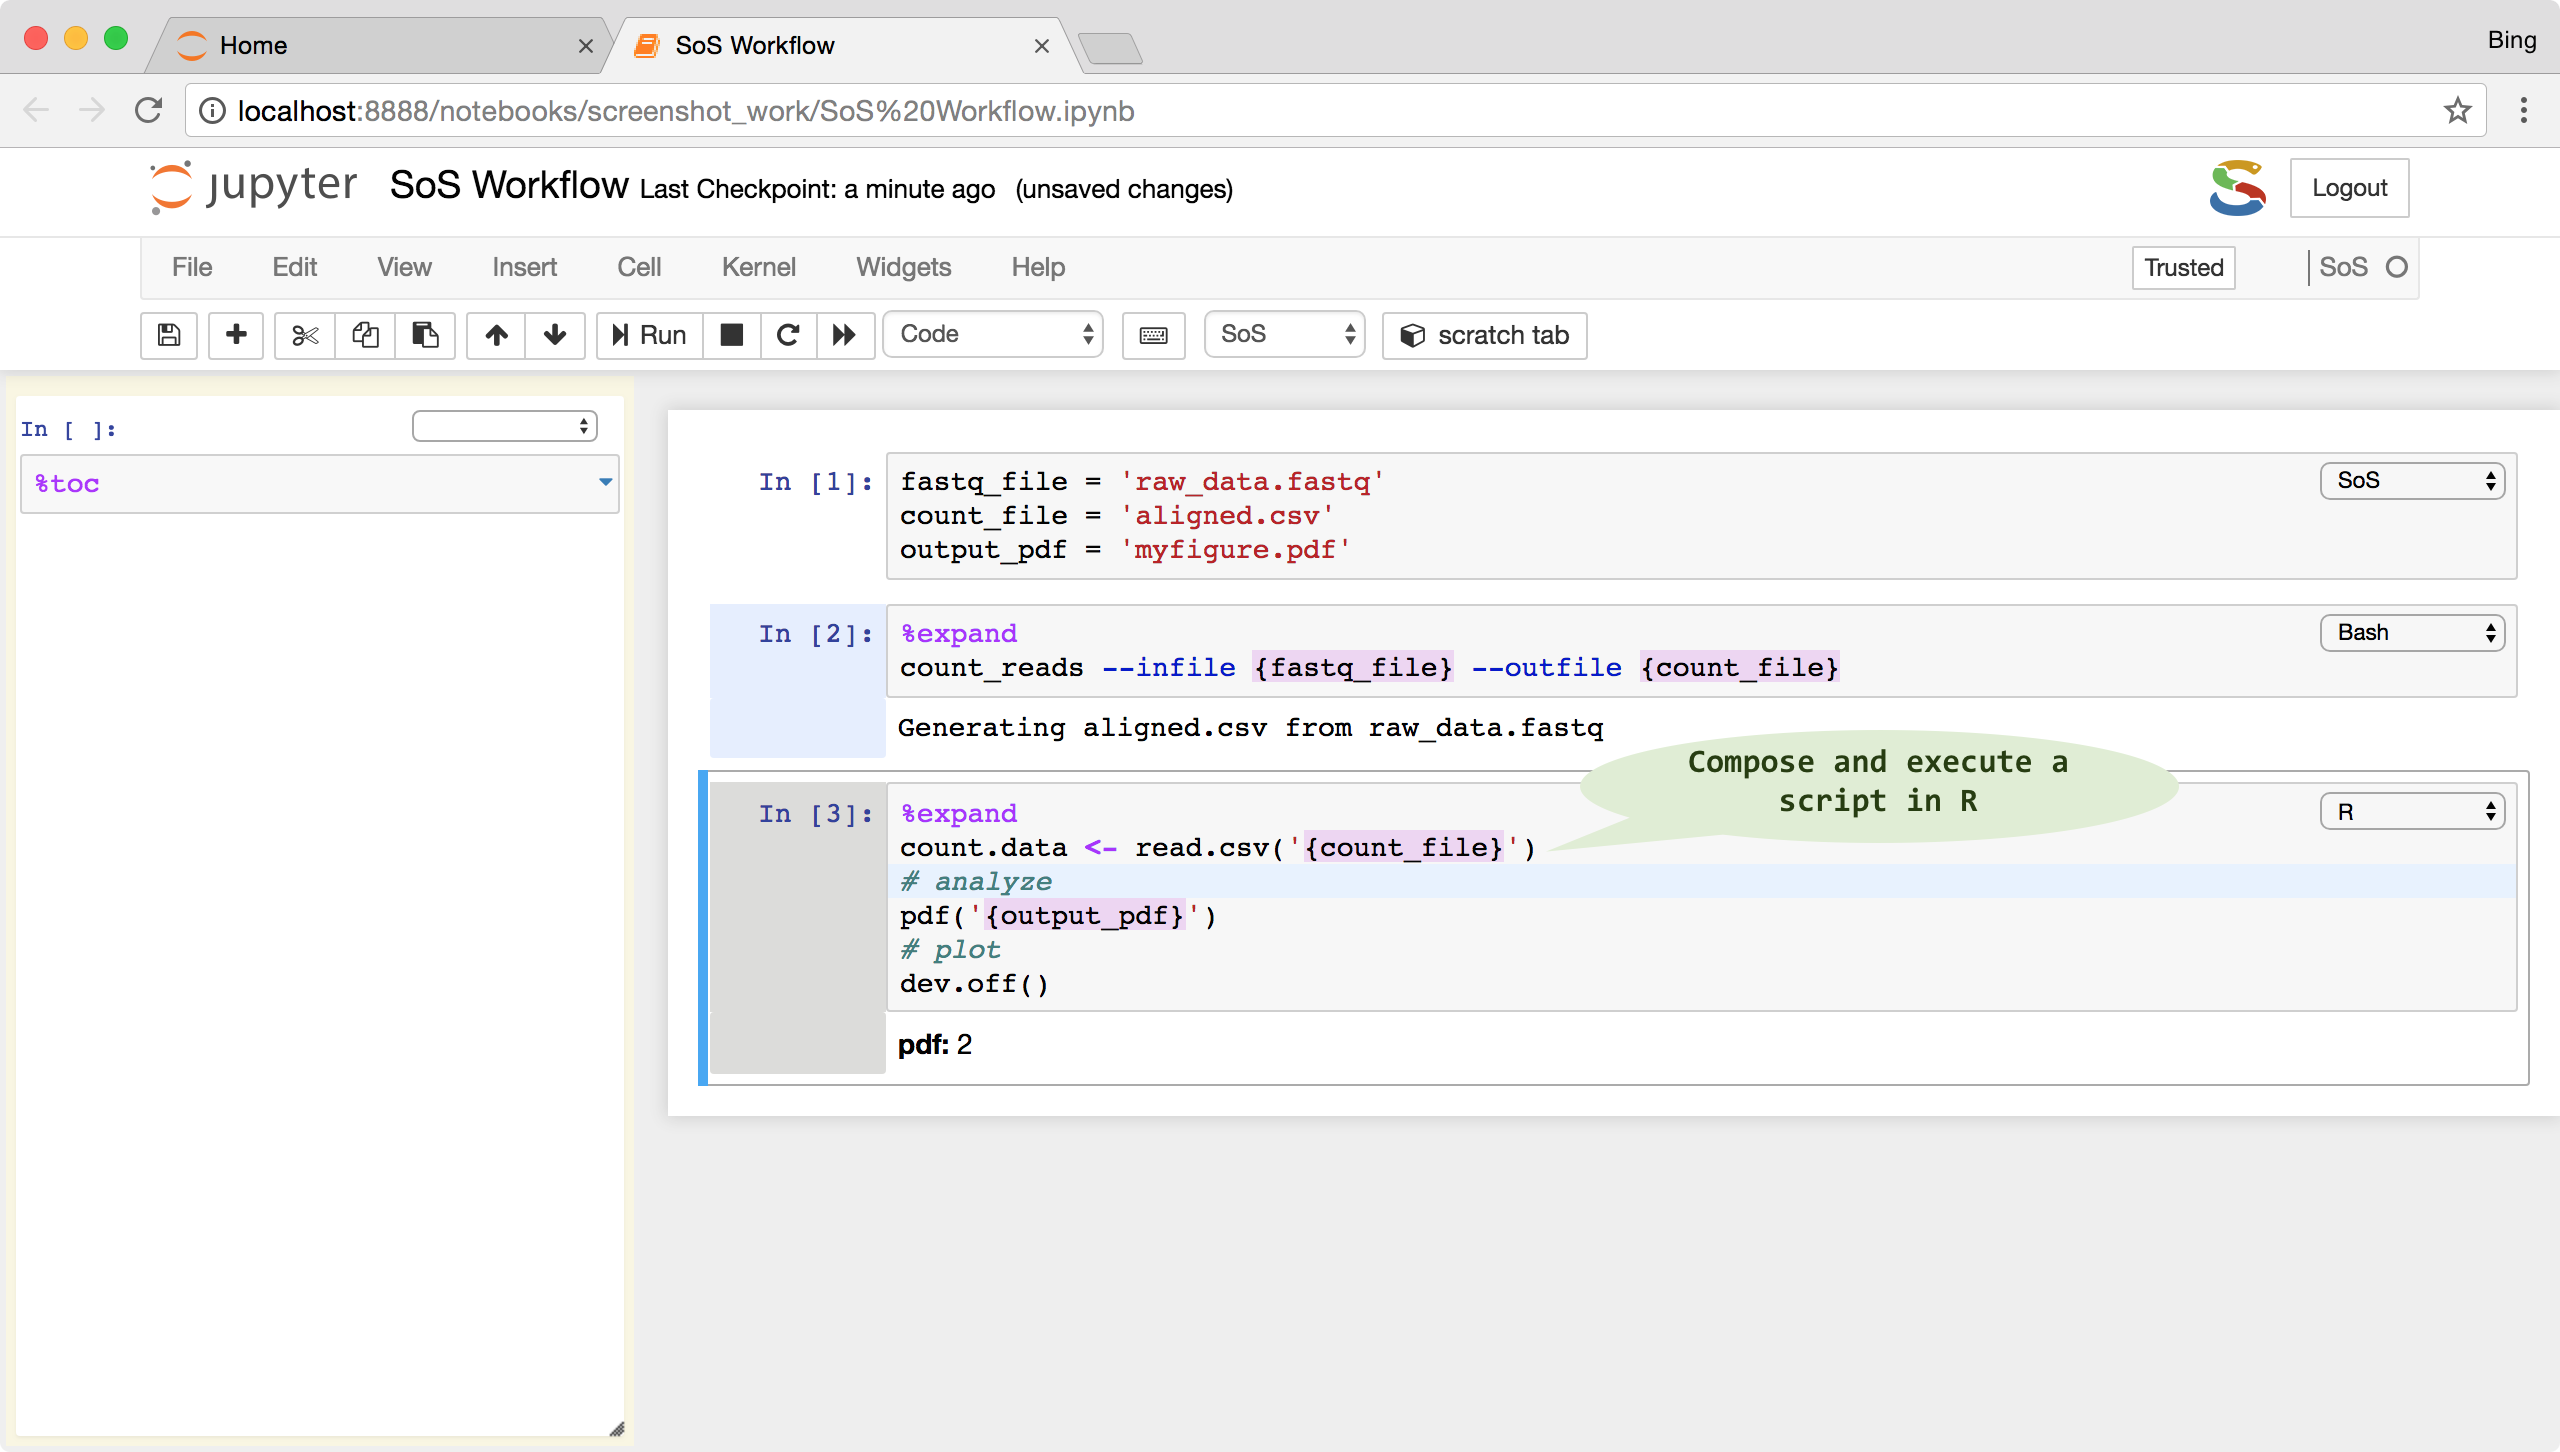 Home
SoS Workflow
Bing
localhost:8888/notebooks/screenshot_work/SoS%20Workflow.ipynb
jupyter SoS Workflow Last Checkpoint: a minute ago (unsaved changes)
Logout
File Edit View Insert Cell Kernel Widgets Help
Trusted
SoS
Run
Code
SoS
scratch tab
In [ ]:
%toc
In [1]:
fastq_file = 'raw_data.fastq'
count_file = 'aligned.csv'
output_pdf = 'myfigure.pdf'
SoS
In [2]:
%expand
count_reads --infile {fastq_file} --outfile {count_file}
Bash
Generating aligned.csv from raw_data.fastq
Compose and execute a
script in R
In [3]:
%expand
count.data <- read.csv('{count_file}')
# analyze
pdf('{output_pdf}')
# plot
dev.off()
R
pdf: 2